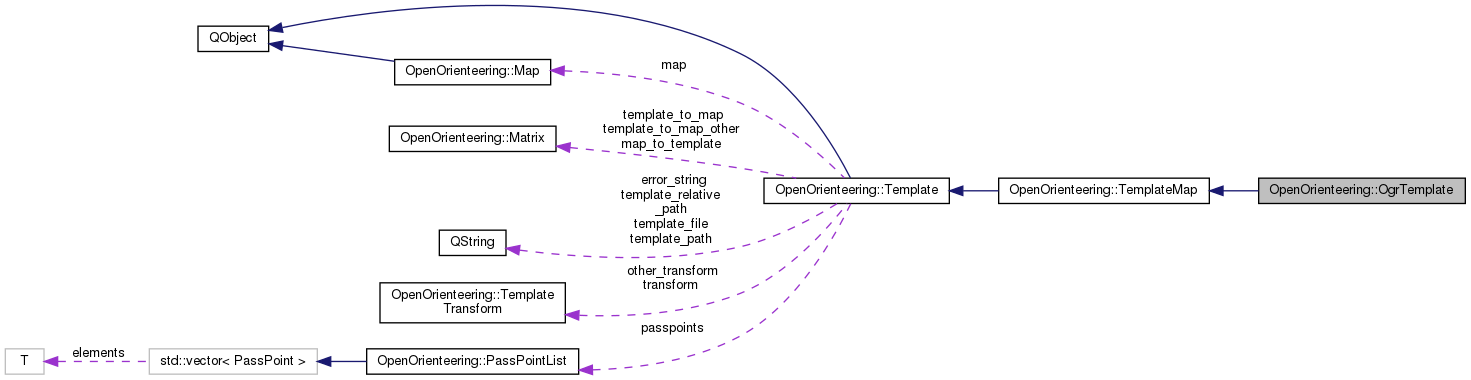 QObject
OpenOrienteering::Map
map
OpenOrienteering::Matrix
template_to_map
template_to_map_other
map_to_template
OpenOrienteering::Template
OpenOrienteering::TemplateMap
OpenOrienteering::OgrTemplate
error_string
template_relative
_path
template_file
template_path
QString
other_transform
transform
OpenOrienteering::Template
Transform
passpoints
T
elements
std::vector< PassPoint >
OpenOrienteering::PassPointList